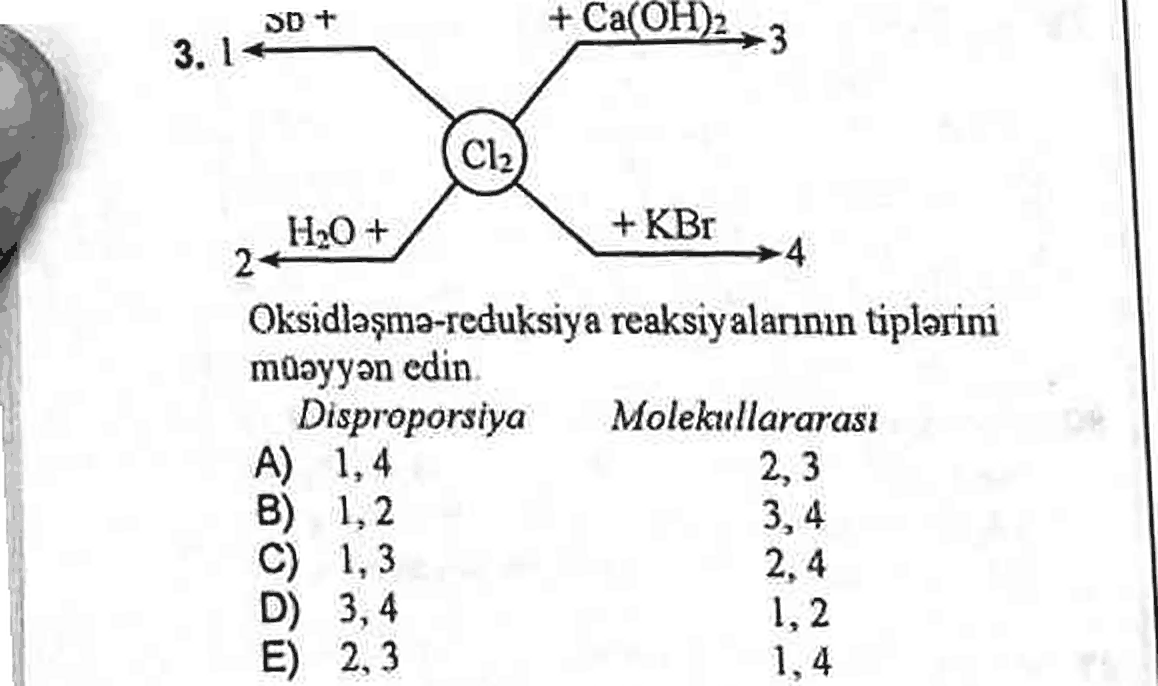 Sb +
+ Ca(OH)₂
3. 1
3
Cl₂
H₂O +
+ KBr
2
4
Oksidləşmə-reduksiya reaksiyalarının tiplərini
müəyyən edin.
Disproporsiya Molekullararası
A) 1, 4 2, 3
B) 1, 2 3, 4
C) 1, 3 2, 4
D) 3, 4 1, 2
E) 2, 3 1, 4